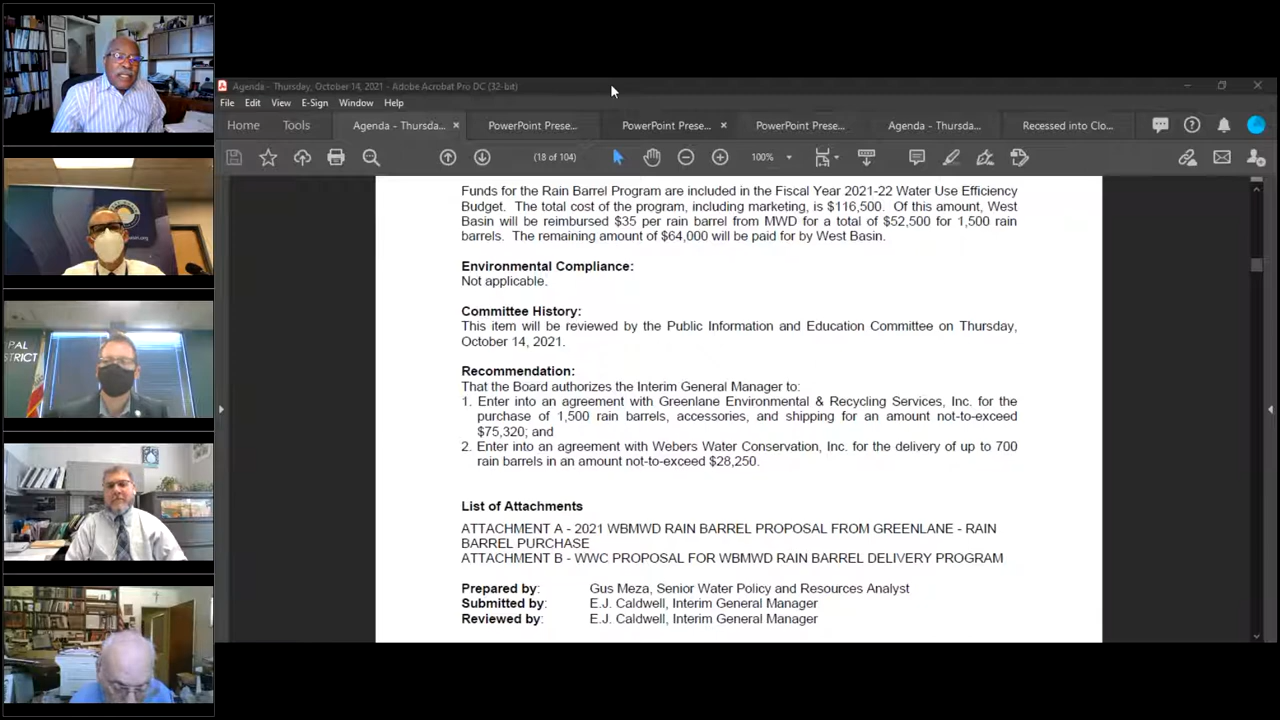 Agenda - Thursday, October 14, 2021 - Adobe Acrobat Pro DC (32-bit)
File Edit View E-Sign Window Help
Home Tools Agenda - Thursda... PowerPoint Prese... PowerPoint Prese... PowerPoint Prese... Agenda - Thursda... Recessed into Clo...
(18 of 104) 100%
Funds for the Rain Barrel Program are included in the Fiscal Year 2021-22 Water Use Efficiency
Budget. The total cost of the program, including marketing, is $116,500. Of this amount, West
Basin will be reimbursed $35 per rain barrel from MWD for a total of $52,500 for 1,500 rain
barrels. The remaining amount of $64,000 will be paid for by West Basin.
Environmental Compliance:
Not applicable.
Committee History:
This item will be reviewed by the Public Information and Education Committee on Thursday,
October 14, 2021.
Recommendation:
That the Board authorizes the Interim General Manager to:
1. Enter into an agreement with Greenlane Environmental & Recycling Services, Inc. for the
purchase of 1,500 rain barrels, accessories, and shipping for an amount not-to-exceed
$75,320; and
2. Enter into an agreement with Webers Water Conservation, Inc. for the delivery of up to 700
rain barrels in an amount not-to-exceed $28,250.
List of Attachments
ATTACHMENT A - 2021 WBMWD RAIN BARREL PROPOSAL FROM GREENLANE - RAIN
BARREL PURCHASE
ATTACHMENT B - WWC PROPOSAL FOR WBMWD RAIN BARREL DELIVERY PROGRAM
Prepared by: Gus Meza, Senior Water Policy and Resources Analyst
Submitted by: E.J. Caldwell, Interim General Manager
Reviewed by: E.J. Caldwell, Interim General Manager
PAL
STRICT